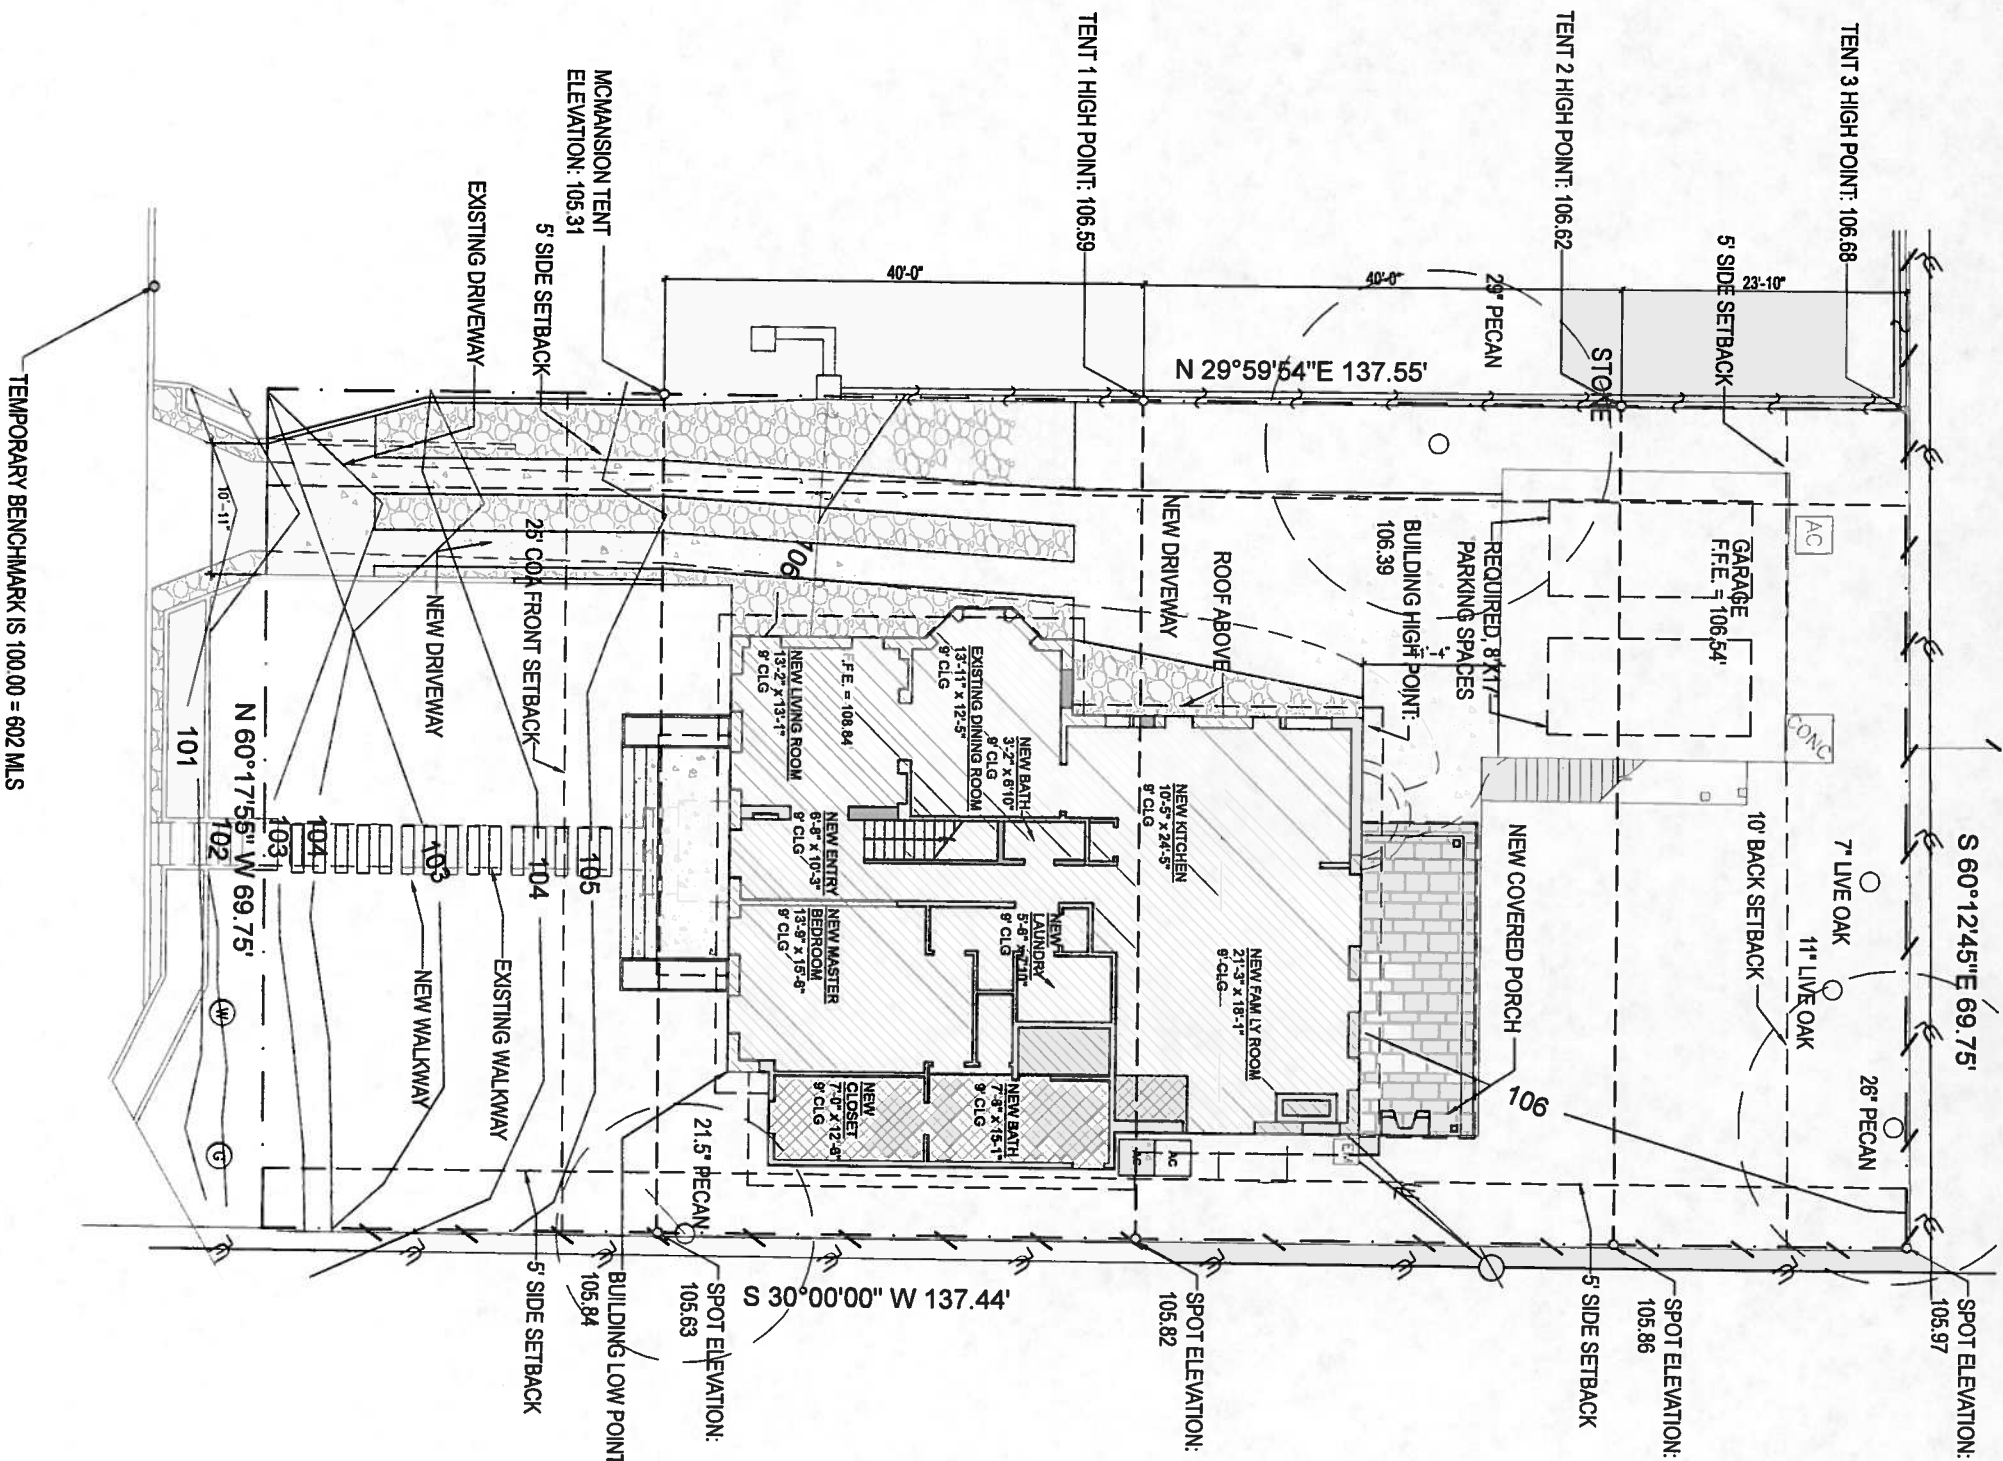 TENT 3 HIGH POINT: 106.68
TENT 2 HIGH POINT: 106.62
TENT 1 HIGH POINT: 106.59
MCMANSION TENT
ELEVATION: 105.31
5' SIDE SETBACK
EXISTING DRIVEWAY
5' SIDE SETBACK
40'-0"
40'-0"
23'-10"
29" PECAN
STONE
N 29°59'54"E 137.55'
TEMPORARY BENCHMARK IS 100.00 = 602 MLS
10'-11"
25' COA FRONT SETBACK
NEW DRIVEWAY
106
NEW DRIVEWAY
ROOF ABOVE
BUILDING HIGH POINT:
106.39
REQUIRED, 8'X17'
PARKING SPACES
GARAGE
F.F.E. = 106.54'
AC
CONC
NEW LIVING ROOM
13'-2" x 13'-1"
9' CLG
F.F.E. = 108.84
EXISTING DINING ROOM
13'-11" x 12'-5"
9' CLG
NEW BATH
3'-2" x 6'10"
9' CLG
NEW KITCHEN
10'-5" x 24'-5"
9' CLG
NEW ENTRY
6'-8" x 10'-3"
9' CLG
NEW MASTER
BEDROOM
13'-9" x 15'-6"
9' CLG
NEW
LAUNDRY
9' CLG
NEW FAM LY ROOM
21'-3" x 18'-1"
9'-CLG
NEW
CLOSET
7'-0" x 12'-6"
9' CLG
NEW BATH
7'-8" x 15-1"
9' CLG
AC
AC
NEW COVERED PORCH
10' BACK SETBACK
7" LIVE OAK
11" LIVE OAK
26" PECAN
S 60°12'45"E 69.75'
106
101
102
103
104
103
104
105
N 60°17'55" W 69.75'
EXISTING WALKWAY
NEW WALKWAY
W
G
21.5" PECAN
5' SIDE SETBACK
BUILDING LOW POINT
105.84
SPOT ELEVATION:
105.63
S 30°00'00" W 137.44'
SPOT ELEVATION:
105.82
5' SIDE SETBACK
SPOT ELEVATION:
105.86
SPOT ELEVATION:
105.97